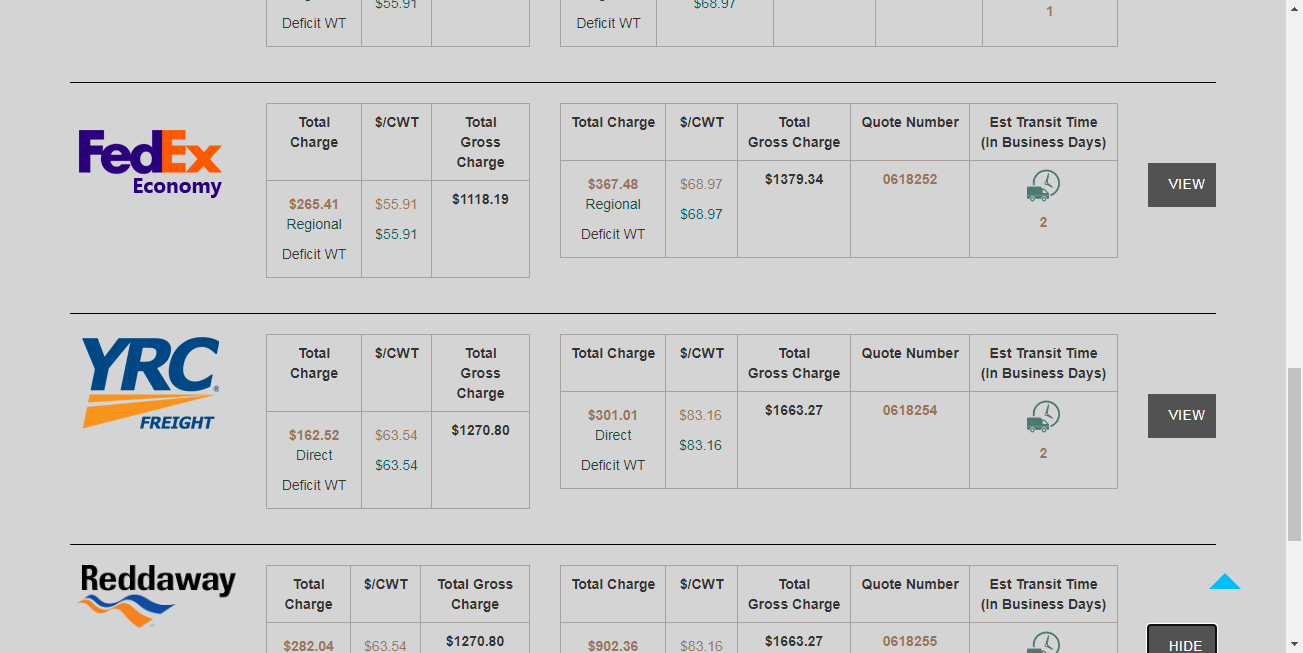 $55.91
Deficit WT
$68.97
Deficit WT
1
FedEx
Economy
Total Charge
$/CWT
Total Gross Charge
$265.41
Regional
Deficit WT
$55.91
$55.91
$1118.19
Total Charge
$/CWT
Total Gross Charge
Quote Number
Est Transit Time
(In Business Days)
$367.48
Regional
Deficit WT
$68.97
$68.97
$1379.34
0618252
2
VIEW
YRC
FREIGHT
Total Charge
$/CWT
Total Gross Charge
$162.52
Direct
Deficit WT
$63.54
$63.54
$1270.80
Total Charge
$/CWT
Total Gross Charge
Quote Number
Est Transit Time
(In Business Days)
$301.01
Direct
Deficit WT
$83.16
$83.16
$1663.27
0618254
2
VIEW
Reddaway
Total Charge
$/CWT
Total Gross Charge
$282.04
$63.54
$1270.80
Total Charge
$/CWT
Total Gross Charge
Quote Number
Est Transit Time
(In Business Days)
$902.36
$83.16
$1663.27
0618255
HIDE